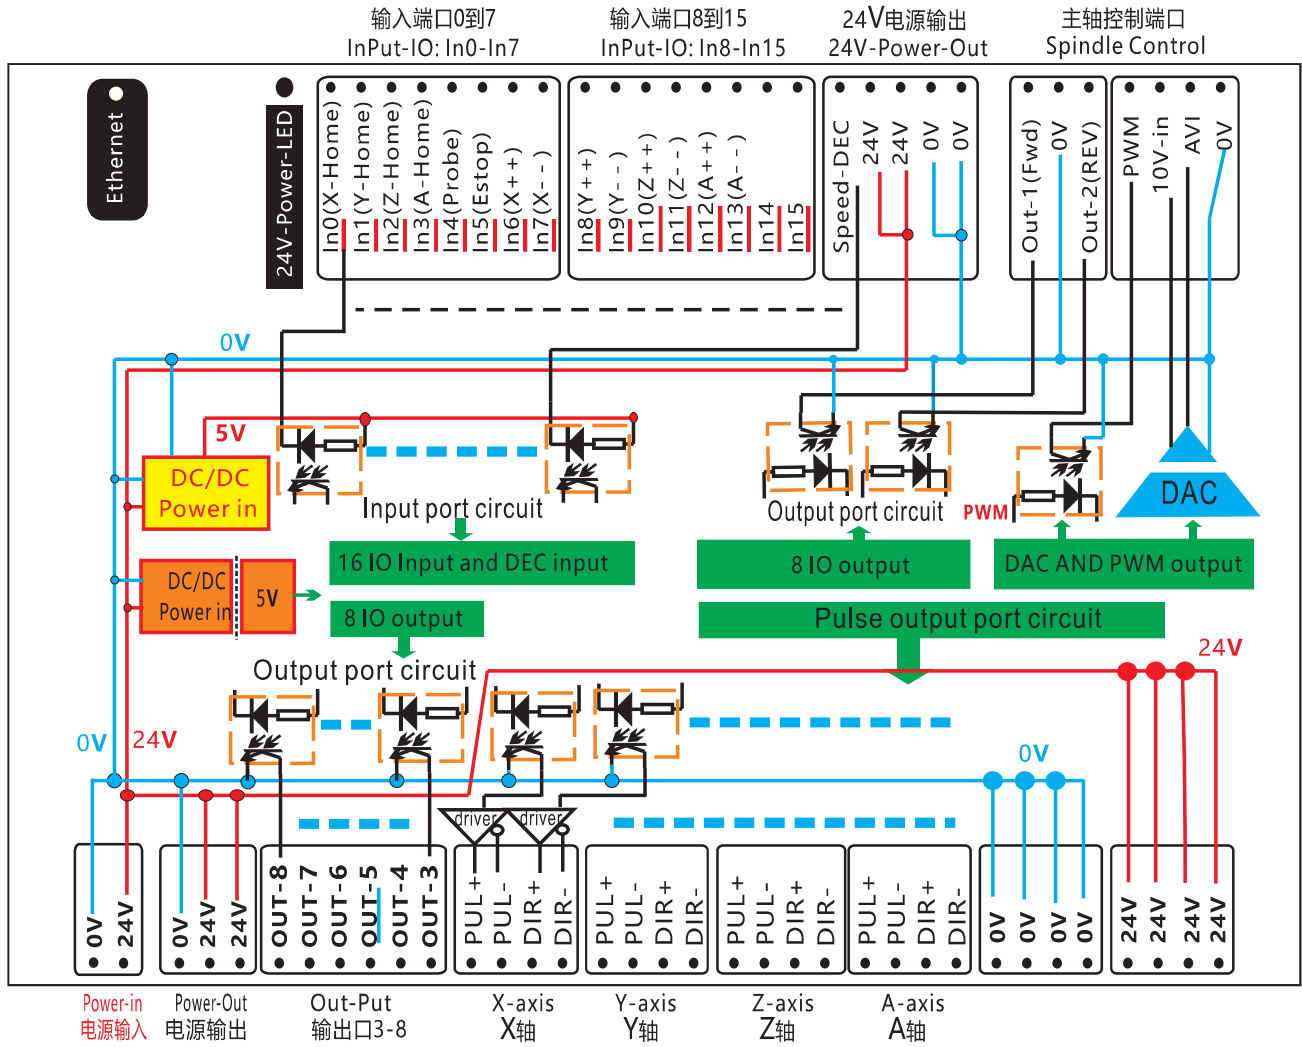 输入端口0到7
InPut-IO: In0-In7
输入端口8到15
InPut-IO: In8-In15
24V电源输出
24V-Power-Out
主轴控制端口
Spindle Control
Ethernet
24V-Power-LED
In0(X-Home)
In1(Y-Home)
In2(Z-Home)
In3(A-Home)
In4(Probe)
In5(Estop)
In6(X++)
In7(X--)
In8(Y++)
In9(Y--)
In10(Z++)
In11(Z--)
In12(A++)
In13(A--)
In14
In15
Speed-DEC
24V
24V
0V
0V
Out-1(Fwd)
0V
Out-2(REV)
PWM
10V-in
AVI
0V
0V
5V
DC/DC
Power in
Input port circuit
Output port circuit
PWM
DAC
16 IO Input and DEC input
8 IO output
DAC AND PWM output
DC/DC
Power in
5V
8 IO output
Pulse output port circuit
Output port circuit
24V
0V
24V
0V
driver
driver
0V
24V
0V
24V
24V
OUT-8
OUT-7
OUT-6
OUT-5
OUT-4
OUT-3
PUL+
PUL-
DIR+
DIR-
PUL+
PUL-
DIR+
DIR-
PUL+
PUL-
DIR+
DIR-
PUL+
PUL-
DIR+
DIR-
0V
0V
0V
0V
24V
24V
24V
24V
Power-in
电源输入
Power-Out
电源输出
Out-Put
输出口3-8
X-axis
X轴
Y-axis
Y轴
Z-axis
Z轴
A-axis
A轴